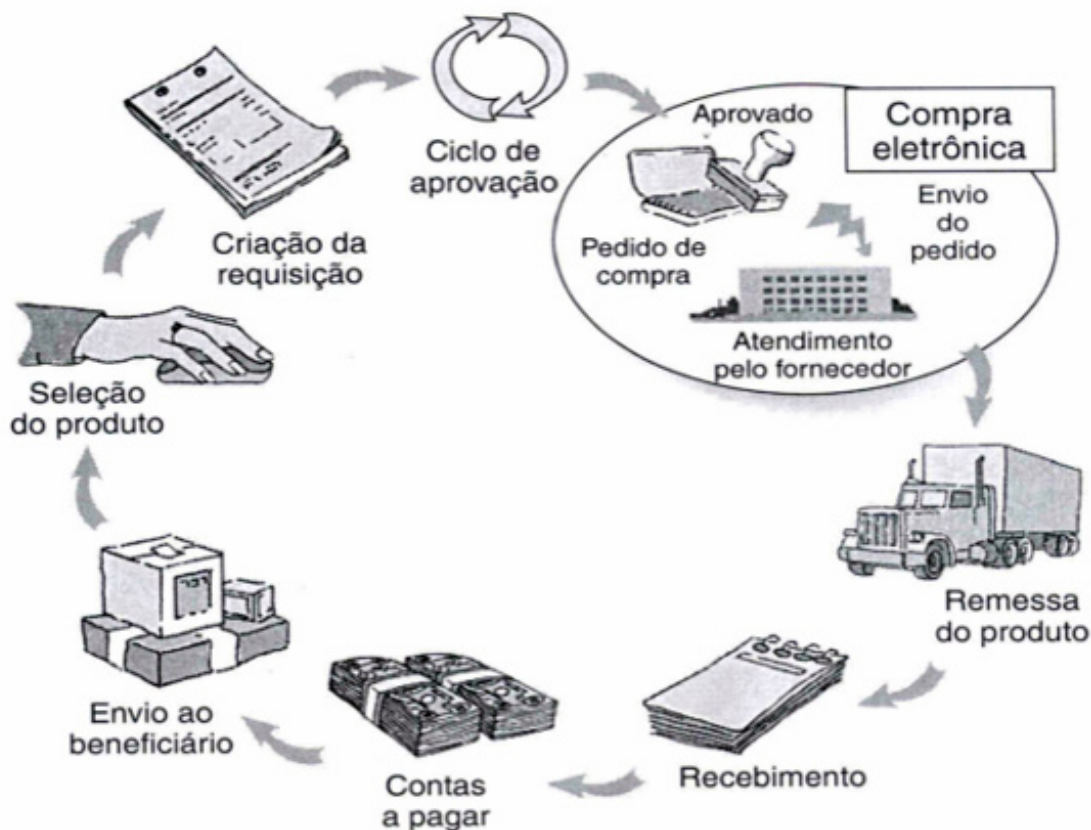 Criação da
requisição
Ciclo de
aprovação
Compra
eletrônica
Aprovado
Pedido de
compra
Envio
do
pedido
Atendimento
pelo fornecedor
Remessa
do produto
Recebimento
Contas
a pagar
Envio ao
beneficiário
Seleção
do produto